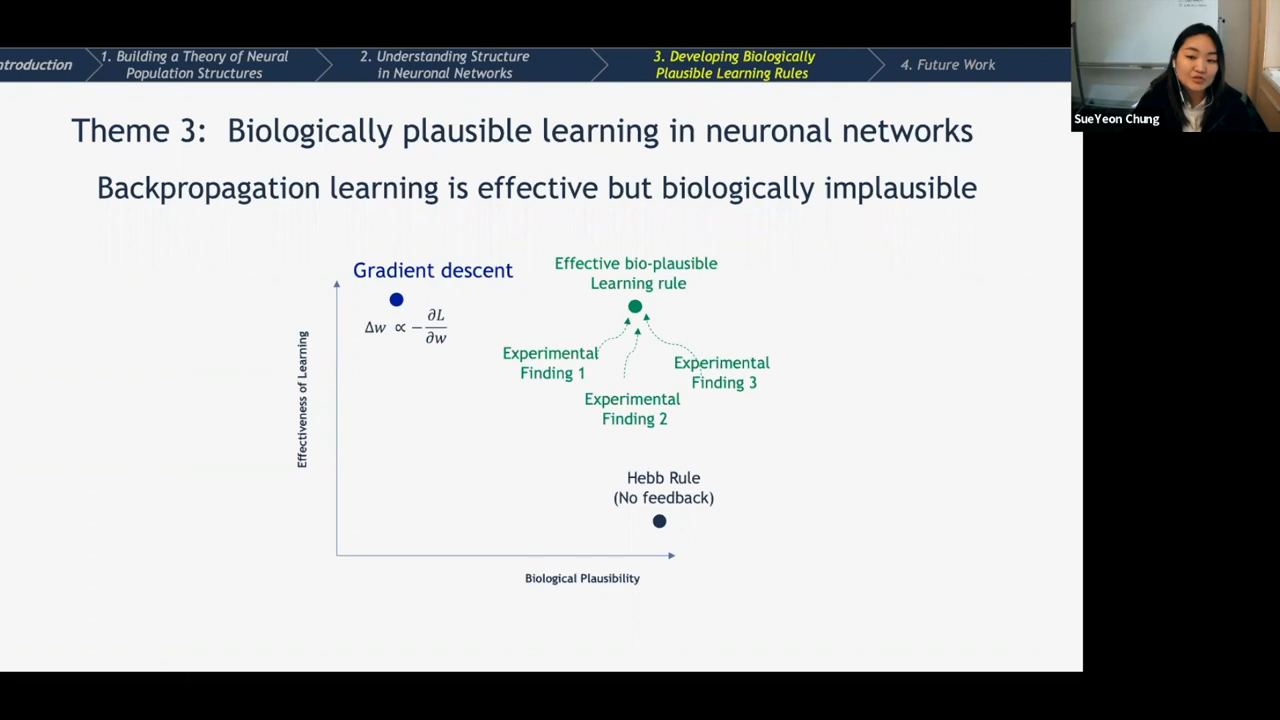 ntroduction
1. Building a Theory of Neural
Population Structures
2. Understanding Structure
in Neuronal Networks
3. Developing Biologically
Plausible Learning Rules
4. Future Work
SueYeon Chung
Theme 3: Biologically plausible learning in neuronal networks
Backpropagation learning is effective but biologically implausible
Gradient descent
Δw ∝ −∂L/∂w
Effective bio-plausible
Learning rule
Experimental
Finding 1
Experimental
Finding 2
Experimental
Finding 3
Hebb Rule
(No feedback)
Effectiveness of Learning
Biological Plausibility